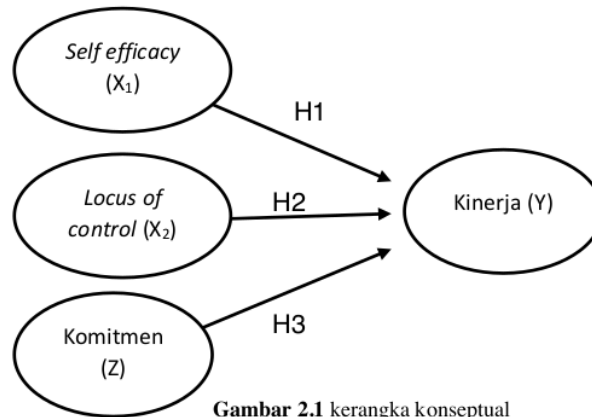 Self efficacy
(X₁)
H1
Locus of
control (X₂)
H2
Kinerja (Y)
Komitmen
(Z)
H3
Gambar 2.1 kerangka konseptual